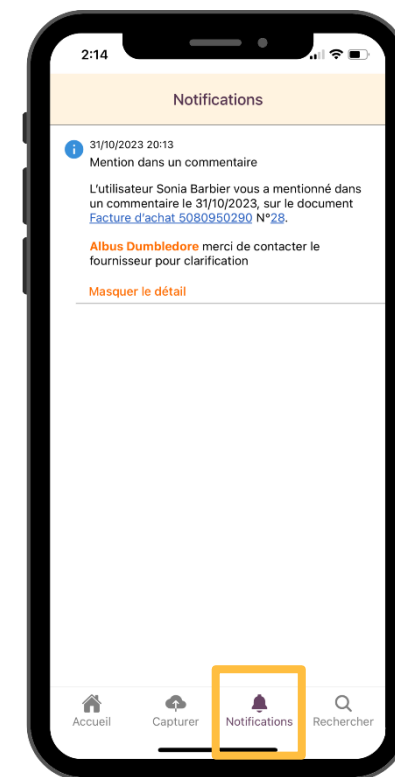 2:14
Notifications
31/10/2023 20:13
Mention dans un commentaire
L'utilisateur Sonia Barbier vous a mentionné dans
un commentaire le 31/10/2023, sur le document
Facture d'achat 5080950290 N°28.
Albus Dumbledore merci de contacter le
fournisseur pour clarification
Masquer le détail
Accueil Capturer Notifications Rechercher